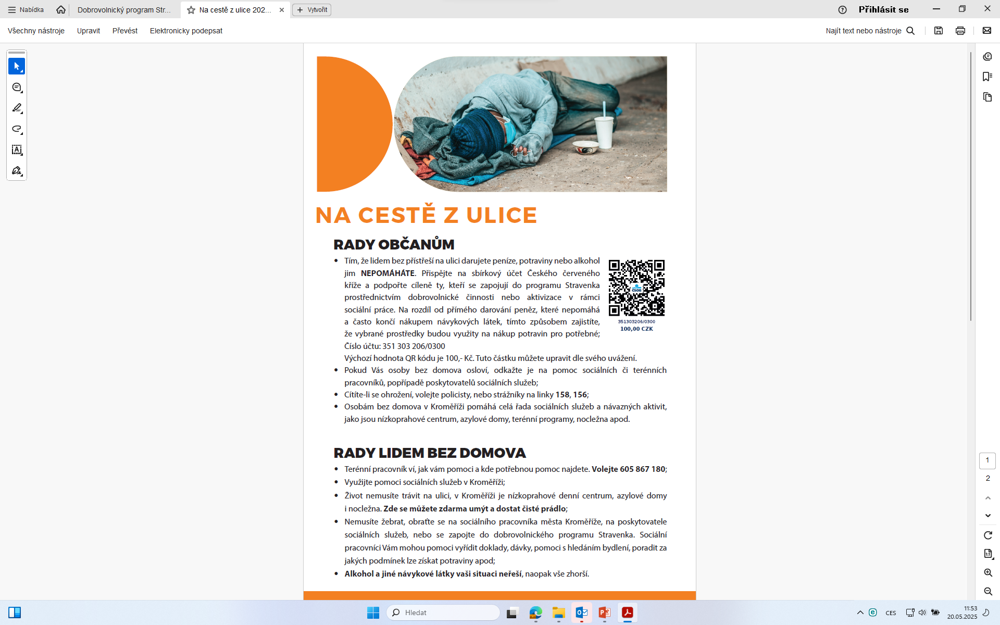 Nabídka
Dobrovolnický program Str...
Na cestě z ulice 202...
Vytvořit
Přihlásit se
Všechny nástroje
Upravit
Převést
Elektronicky podepsat
Najít text nebo nástroje
NA CESTĚ Z ULICE
RADY OBČANŮM
• Tím, že lidem bez přístřeší na ulici darujete peníze, potraviny nebo alkohol
jim NEPOMÁHÁTE. Přispějte na sbírkový účet Českého červeného
kříže a podpořte cíleně ty, kteří se zapojují do programu Stravenka
prostřednictvím dobrovolnické činnosti nebo aktivizace v rámci
sociální práce. Na rozdíl od přímého darování peněz, které nepomáhá
a často končí nákupem návykových látek, tímto způsobem zajistíte,
že vybrané prostředky budou využity na nákup potravin pro potřebné;
Číslo účtu: 351 303 206/0300
Výchozí hodnota QR kódu je 100,- Kč. Tuto částku můžete upravit dle svého uvážení.
ČSOB
351303206/0300
100,00 CZK
• Pokud Vás osoby bez domova osloví, odkažte je na pomoc sociálních či terénních
pracovníků, popřípadě poskytovatelů sociálních služeb;
• Cítíte-li se ohrožení, volejte policisty, nebo strážníky na linky 158, 156;
• Osobám bez domova v Kroměříži pomáhá celá řada sociálních služeb a návazných aktivit,
jako jsou nízkoprahové centrum, azylové domy, terénní programy, nocležna apod.
RADY LIDEM BEZ DOMOVA
• Terénní pracovník ví, jak vám pomoci a kde potřebnou pomoc najdete. Volejte 605 867 180;
• Využijte pomoci sociálních služeb v Kroměříži;
• Život nemusíte trávit na ulici, v Kroměříži je nízkoprahové denní centrum, azylové domy
i nocležna. Zde se můžete zdarma umýt a dostat čisté prádlo;
• Nemusíte žebrat, obraťte se na sociálního pracovníka města Kroměříže, na poskytovatele
sociálních služeb, nebo se zapojte do dobrovolnického programu Stravenka. Sociální
pracovníci Vám mohou pomoci vyřídit doklady, dávky, pomoci s hledáním bydlení, poradit za
jakých podmínek lze získat potraviny apod;
• Alkohol a jiné návykové látky vaši situaci neřeší, naopak vše zhorší.
1
2
1:1
Hledat
CES
11:53
20.05.2025